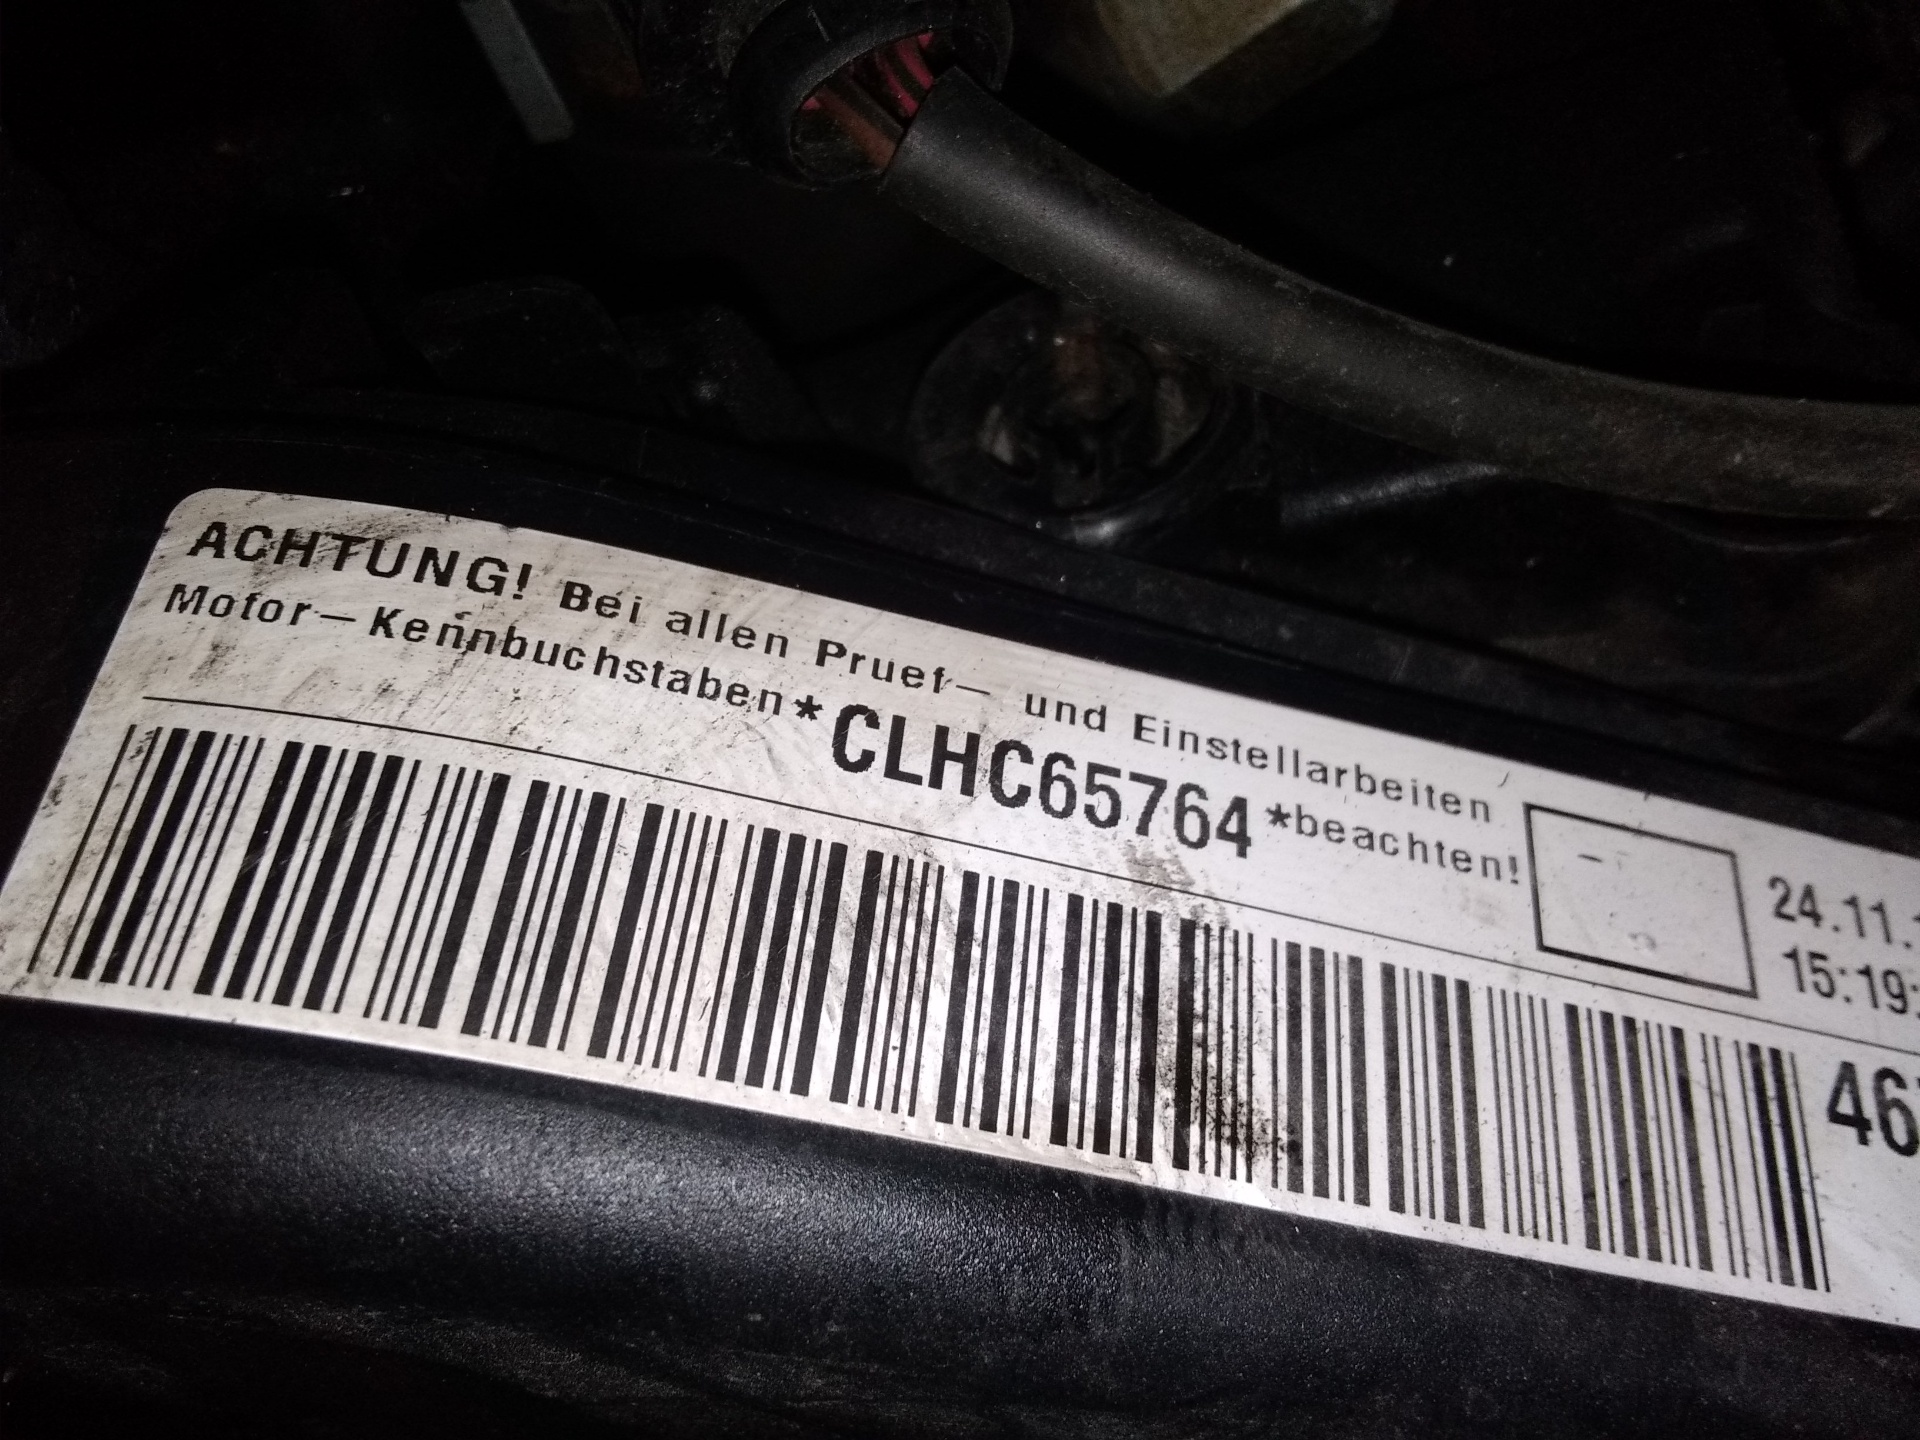 ACHTUNG! Bei allen Pruef— und Einstellarbeiten
Motor—Kennbuchstaben*CLHC65764*beachten!
24.11.
15:19:
46